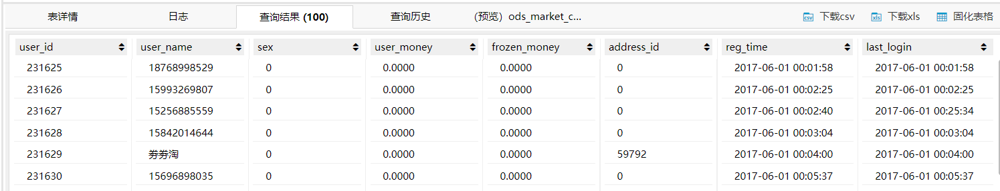 表详情 日志 查询结果 (100) 查询历史 （预览）ods_market_c... 下载csv 下载xls 固化表格
user_id user_name sex user_money frozen_money address_id reg_time last_login
231625 18768998529 0 0.0000 0.0000 0 2017-06-01 00:01:58 2017-06-01 00:01:58
231626 15993269807 0 0.0000 0.0000 0 2017-06-01 00:02:25 2017-06-01 00:02:25
231627 15256885559 0 0.0000 0.0000 0 2017-06-01 00:02:40 2017-06-01 00:25:34
231628 15842014644 0 0.0000 0.0000 0 2017-06-01 00:03:04 2017-06-01 00:03:04
231629 劵劵淘 0 0.0000 0.0000 59792 2017-06-01 00:04:00 2017-06-01 00:04:00
231630 15696898035 0 0.0000 0.0000 0 2017-06-01 00:05:37 2017-06-01 00:05:37